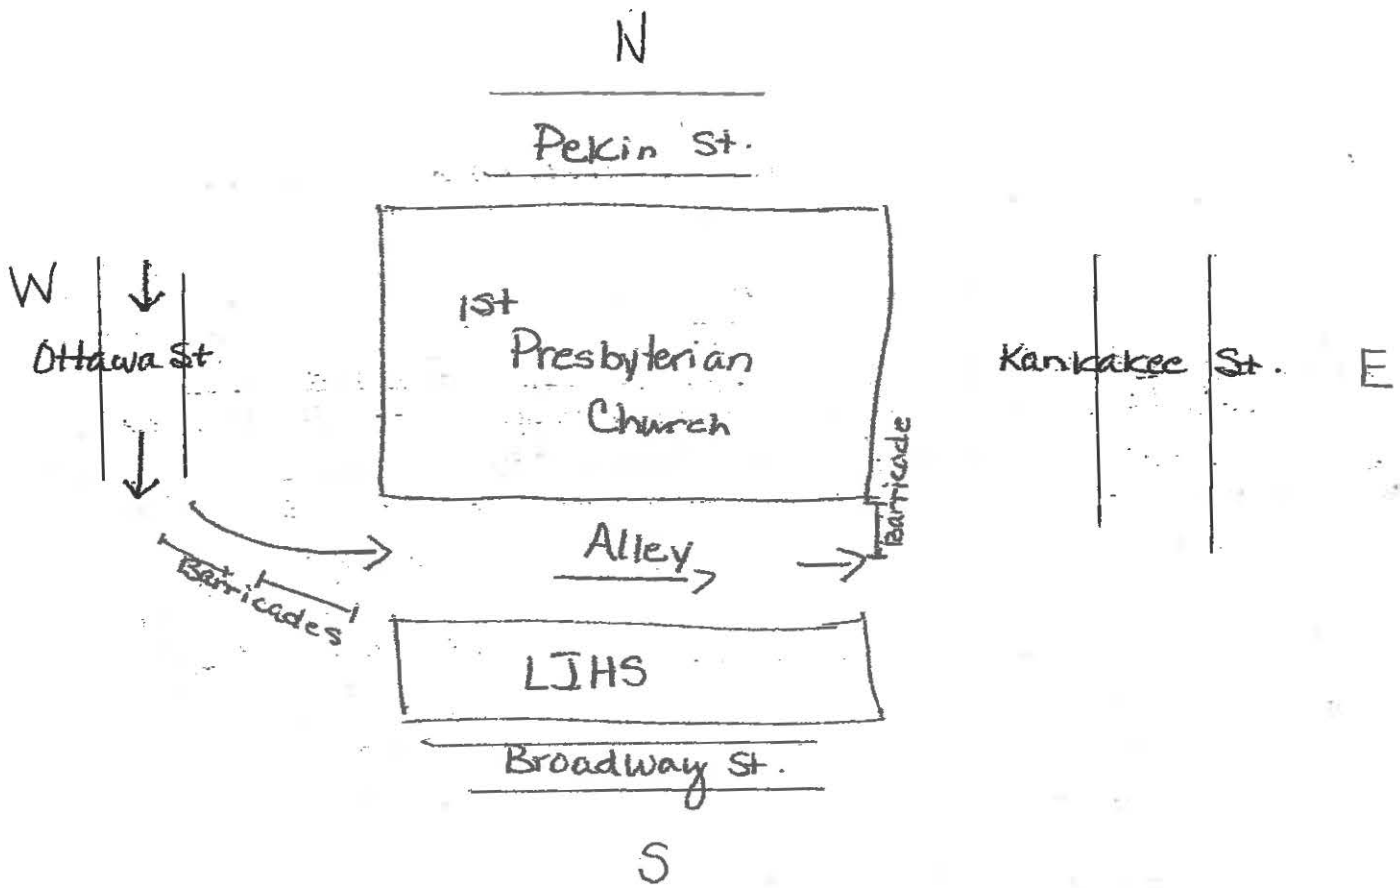 N
Pekin St.
W
Ottawa St.
1st
Presbyterian
Church
Kankakee St.
E
Barricade
Alley
Barricades
LJHS
Broadway St.
S